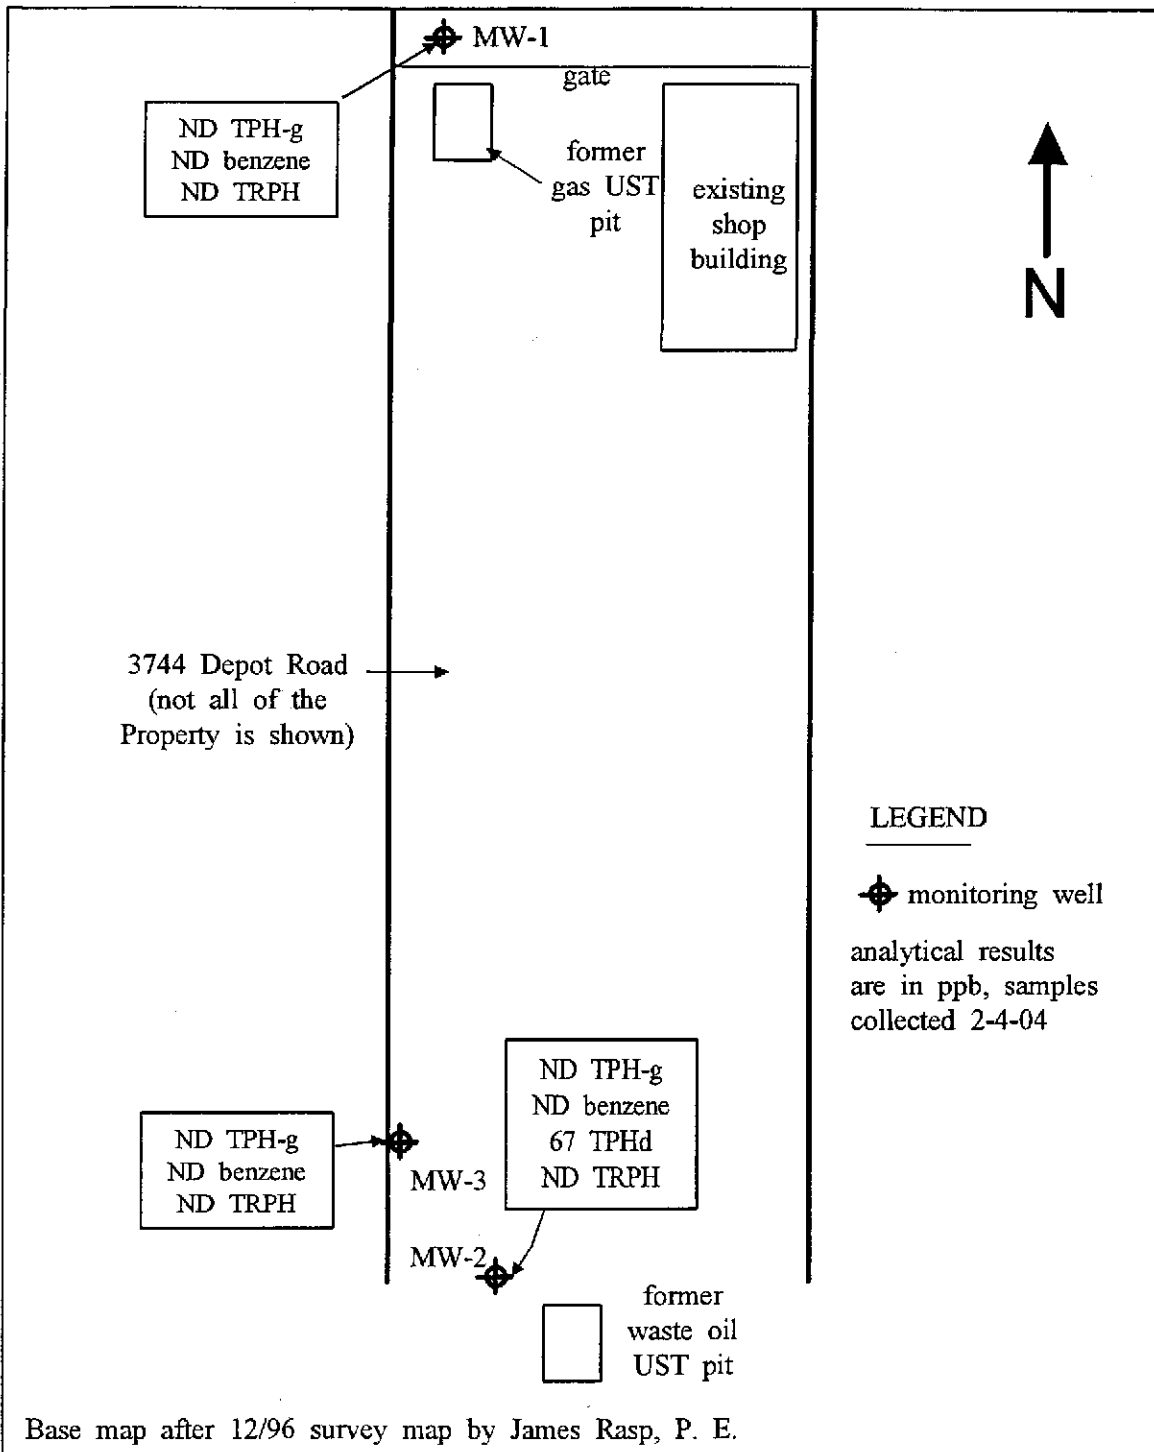 MW-1
gate
ND TPH-g
ND benzene
ND TRPH
former
gas UST
pit
existing
shop
building
N
3744 Depot Road
(not all of the
Property is shown)
LEGEND
monitoring well
analytical results
are in ppb, samples
collected 2-4-04
ND TPH-g
ND benzene
67 TPHd
ND TRPH
ND TPH-g
ND benzene
ND TRPH
MW-3
MW-2
former
waste oil
UST pit
Base map after 12/96 survey map by James Rasp, P. E.